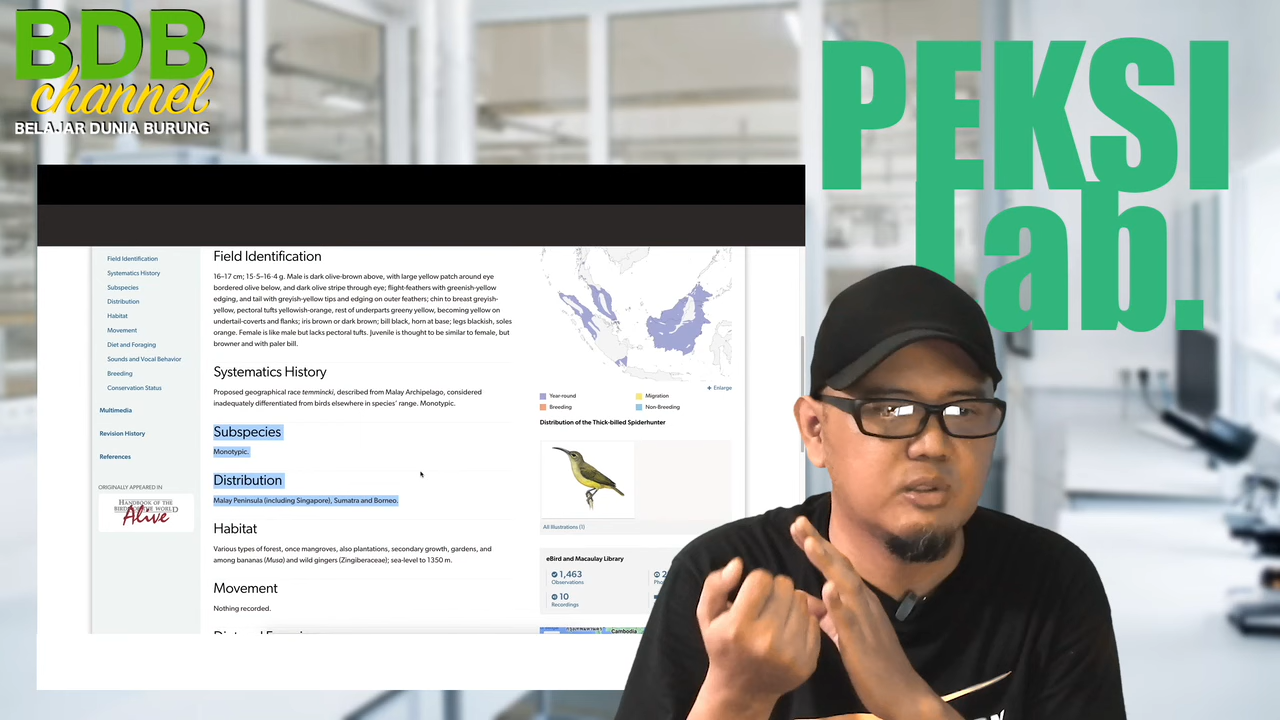 BDB
channel
BELAJAR DUNIA BURUNG
PEKSI
Lab.
Field Identification
Systematics History
Subspecies
Distribution
Habitat
Movement
Diet and Foraging
Sounds and Vocal Behavior
Breeding
Conservation Status
Multimedia
Revision History
References
ORIGINALLY APPEARED IN
HANDBOOK OF THE
Alive
Field Identification
16–17 cm; 15·5–16·4 g. Male is dark olive-brown above, with large yellow patch around eye
bordered olive below, and dark olive stripe through eye; flight-feathers with greenish-yellow
edging, and tail with greyish-yellow tips and edging on outer feathers; chin to breast greyish-
yellow, pectoral tufts yellowish-orange, rest of underparts greeny yellow, becoming yellow on
undertail-coverts and flanks; iris brown or dark brown; bill black, horn at base; legs blackish, soles
orange. Female is like male but lacks pectoral tufts. Juvenile is thought to be similar to female, but
browner and with paler bill.
Systematics History
Proposed geographical race temmincki, described from Malay Archipelago, considered
inadequately differentiated from birds elsewhere in species' range. Monotypic.
Subspecies
Monotypic.
Distribution
Malay Peninsula (including Singapore), Sumatra and Borneo.
Habitat
Various types of forest, once mangroves, also plantations, secondary growth, gardens, and
among bananas (Musa) and wild gingers (Zingiberaceae); sea-level to 1350 m.
Movement
Nothing recorded.
Enlarge
Year-round
Migration
Breeding
Non-Breeding
Distribution of the Thick-billed Spiderhunter
All Illustrations (1)
eBird and Macaulay Library
1,463
Observations
10
Recordings
Cambodia